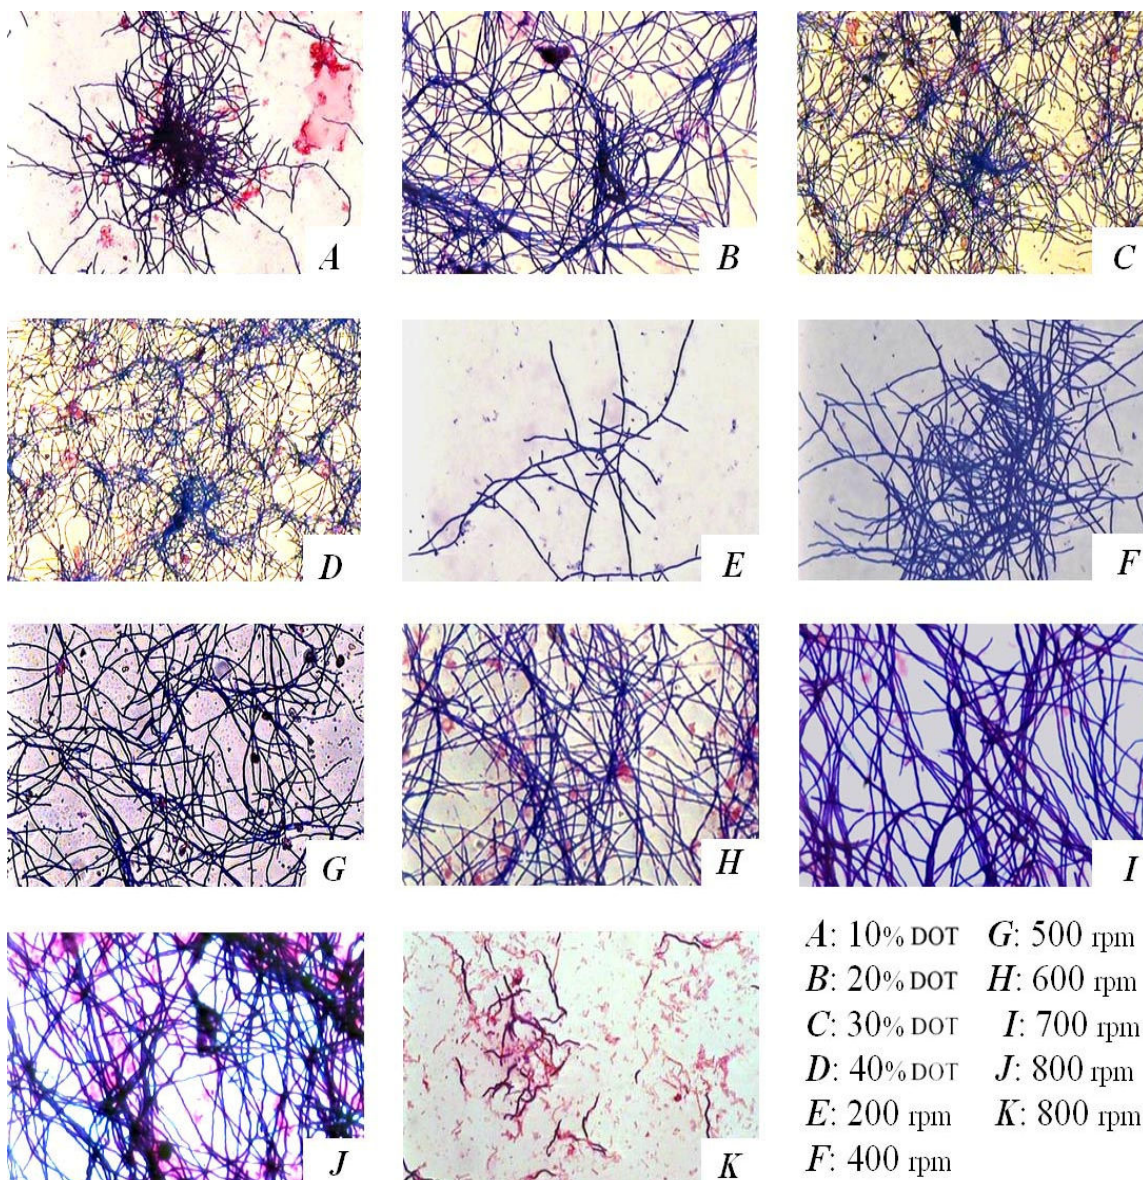 A
B
C
D
E
F
G
H
I
J
K
A: 10% DOT G: 500 rpm
B: 20% DOT H: 600 rpm
C: 30% DOT I: 700 rpm
D: 40% DOT J: 800 rpm
E: 200 rpm K: 800 rpm
F: 400 rpm